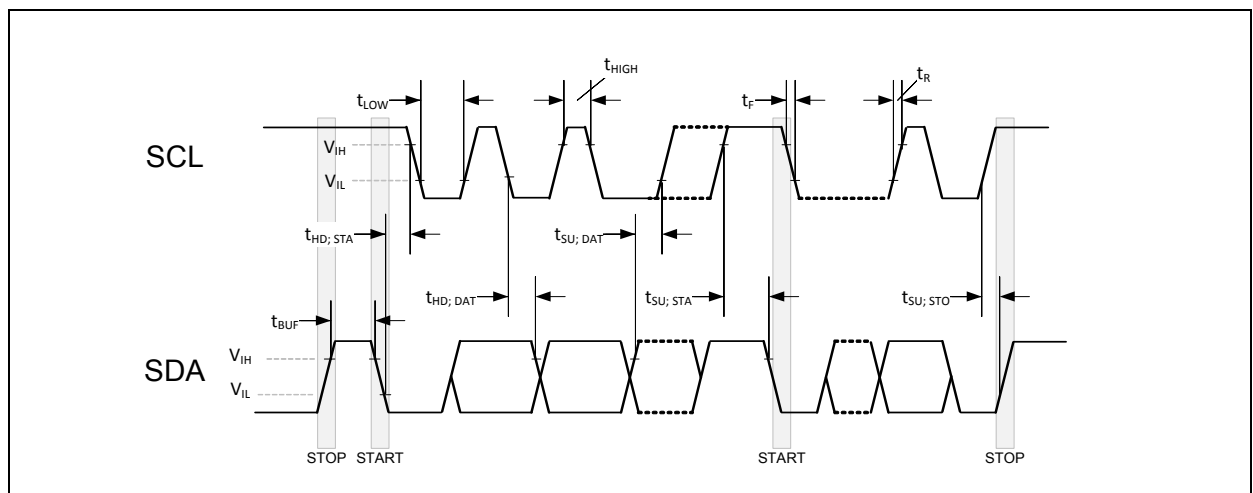 tHIGH
tLOW
tF
tR
SCL
VIH
VIL
tHD; STA
tSU; DAT
tHD; DAT
tSU; STA
tSU; STO
tBUF
SDA
VIH
VIL
STOP START START STOP